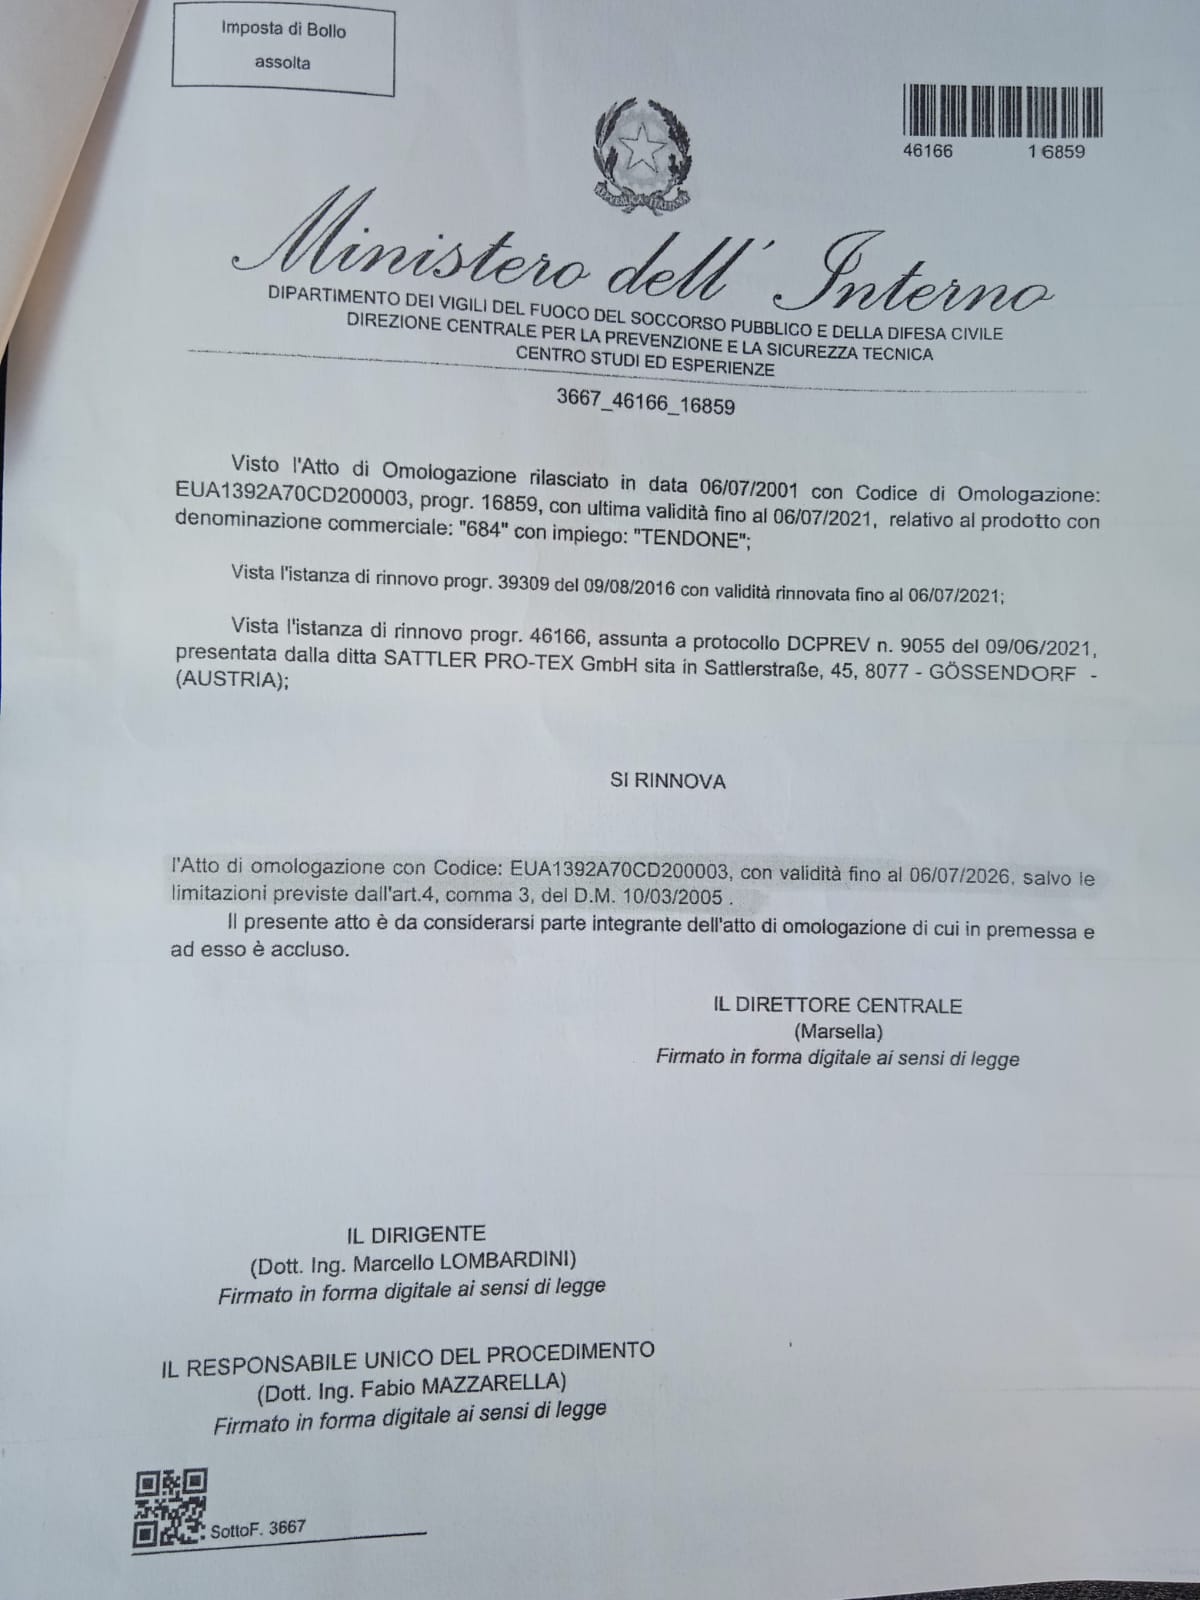 Imposta di Bollo
assolta
46166 16859
REPVBBLICA ITALIANA
Ministero dell' Interno
DIPARTIMENTO DEI VIGILI DEL FUOCO DEL SOCCORSO PUBBLICO E DELLA DIFESA CIVILE
DIREZIONE CENTRALE PER LA PREVENZIONE E LA SICUREZZA TECNICA
CENTRO STUDI ED ESPERIENZE
3667_46166_16859
Visto l'Atto di Omologazione rilasciato in data 06/07/2001 con Codice di Omologazione:
EUA1392A70CD200003, progr. 16859, con ultima validità fino al 06/07/2021, relativo al prodotto con
denominazione commerciale: "684" con impiego: "TENDONE";
Vista l'istanza di rinnovo progr. 39309 del 09/08/2016 con validità rinnovata fino al 06/07/2021;
Vista l'istanza di rinnovo progr. 46166, assunta a protocollo DCPREV n. 9055 del 09/06/2021,
presentata dalla ditta SATTLER PRO-TEX GmbH sita in Sattlerstraße, 45, 8077 - GÖSSENDORF -
(AUSTRIA);
SI RINNOVA
l'Atto di omologazione con Codice: EUA1392A70CD200003, con validità fino al 06/07/2026, salvo le
limitazioni previste dall'art.4, comma 3, del D.M. 10/03/2005 .
Il presente atto è da considerarsi parte integrante dell'atto di omologazione di cui in premessa e
ad esso è accluso.
IL DIRETTORE CENTRALE
(Marsella)
Firmato in forma digitale ai sensi di legge
IL DIRIGENTE
(Dott. Ing. Marcello LOMBARDINI)
Firmato in forma digitale ai sensi di legge
IL RESPONSABILE UNICO DEL PROCEDIMENTO
(Dott. Ing. Fabio MAZZARELLA)
Firmato in forma digitale ai sensi di legge
SottoF. 3667